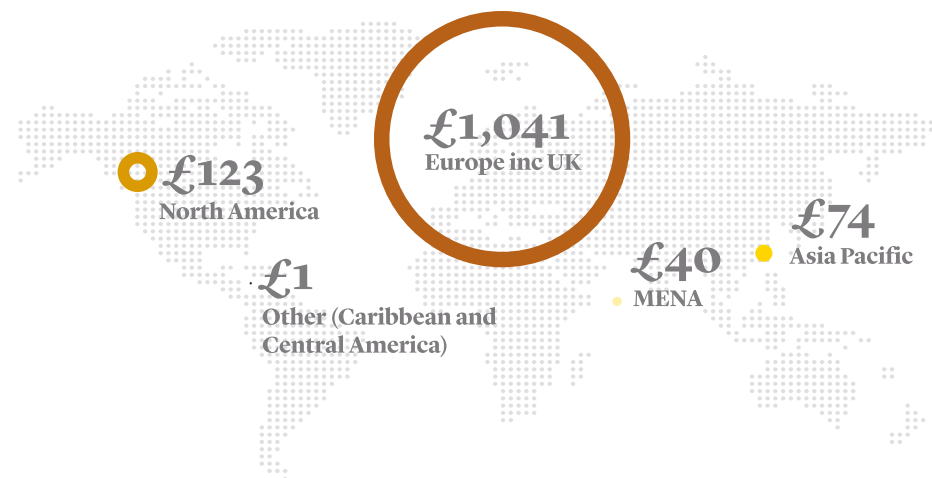 £1,041
Europe inc UK
£123
North America
£74
Asia Pacific
£40
MENA
£1
Other (Caribbean and
Central America)